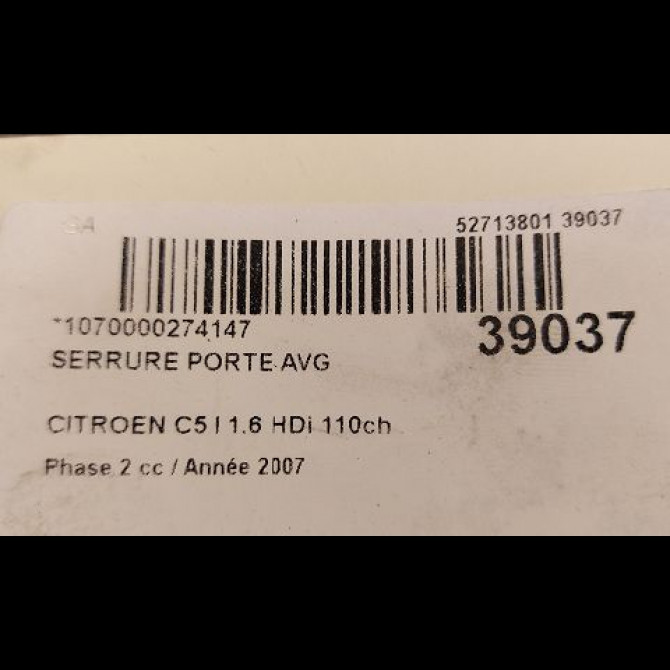 52713801 39037
*1070000274147
39037
SERRURE PORTE AVG
CITROEN C5 I 1.6 HDi 110ch
Phase 2 cc / Année 2007